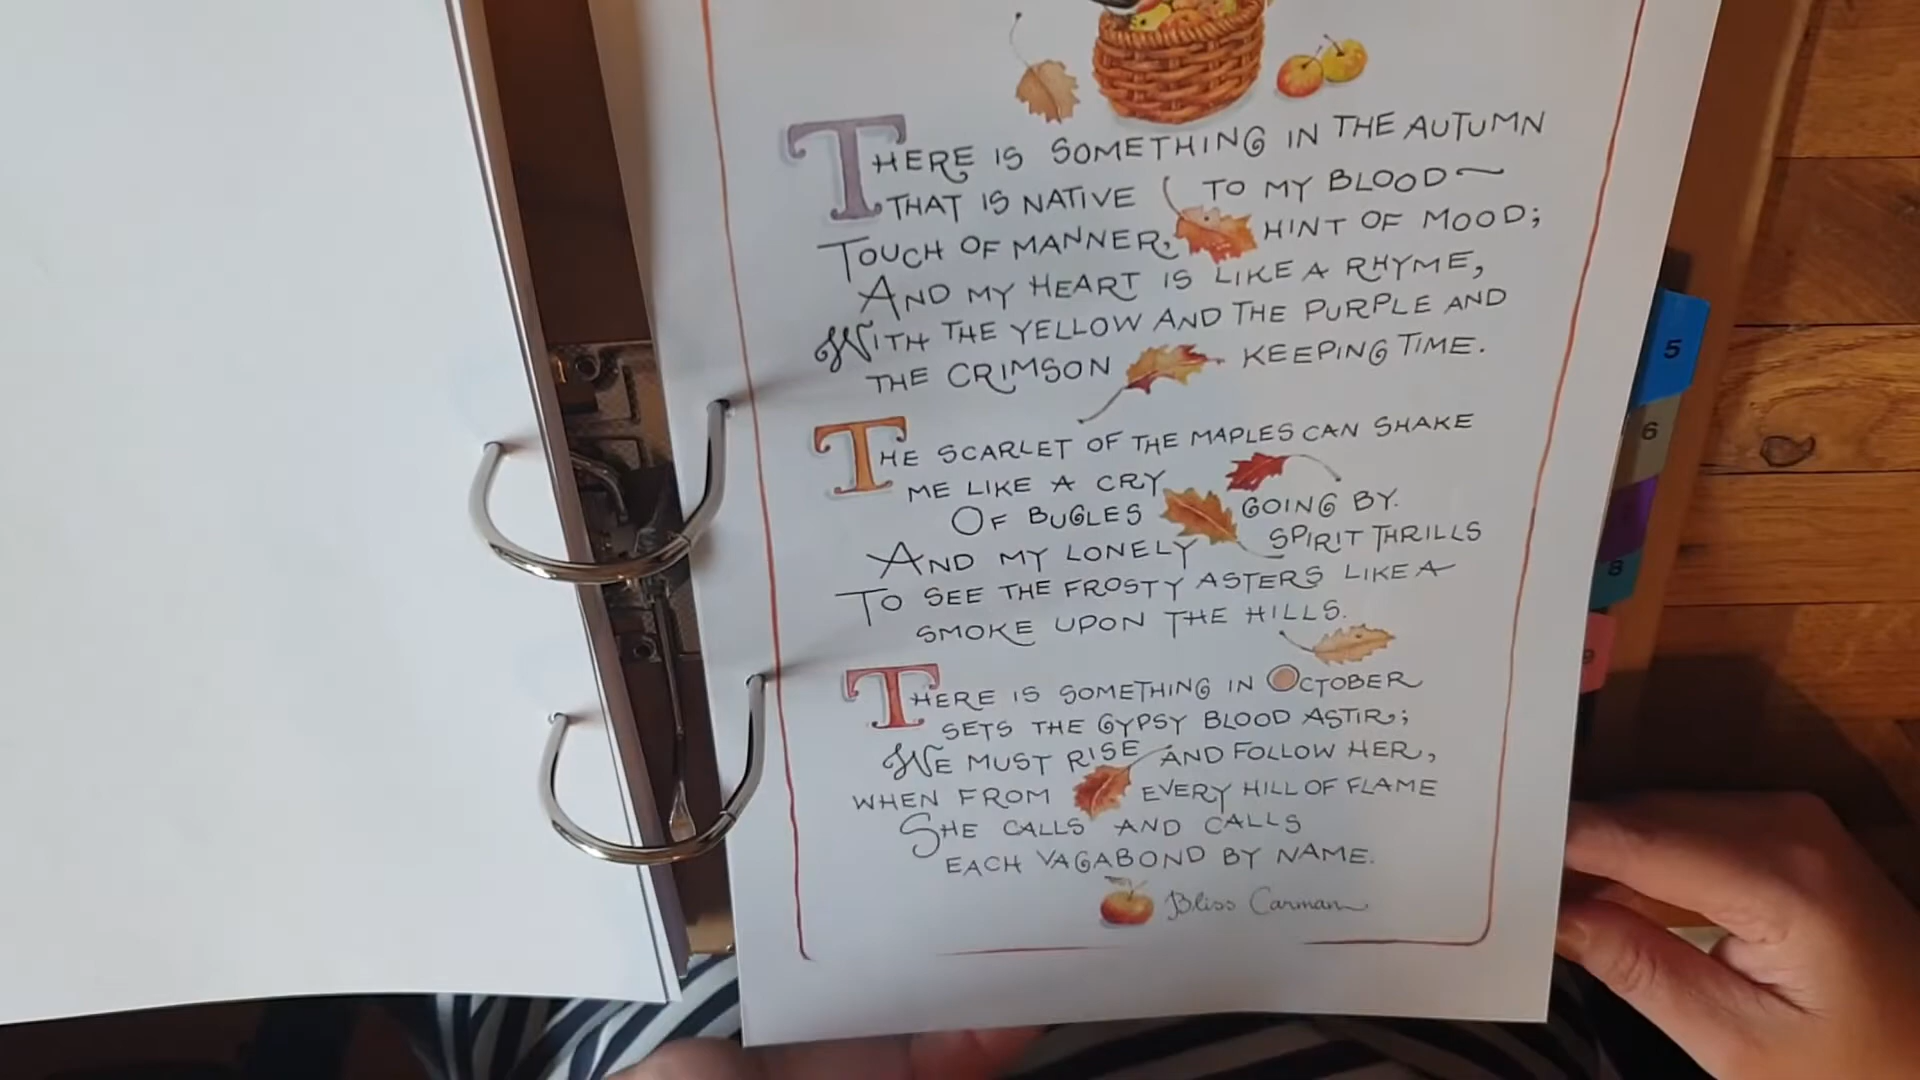 THERE IS SOMETHING IN THE AUTUMN
THAT IS NATIVE TO MY BLOOD~
TOUCH OF MANNER, HINT OF MOOD;
AND MY HEART IS LIKE A RHYME,
WITH THE YELLOW AND THE PURPLE AND
THE CRIMSON KEEPING TIME.
THE SCARLET OF THE MAPLES CAN SHAKE
ME LIKE A CRY
OF BUGLES GOING BY.
AND MY LONELY SPIRIT THRILLS
TO SEE THE FROSTY ASTERS LIKE A
SMOKE UPON THE HILLS.
THERE IS SOMETHING IN OCTOBER
SETS THE GYPSY BLOOD ASTIR;
WE MUST RISE AND FOLLOW HER,
WHEN FROM EVERY HILL OF FLAME
SHE CALLS AND CALLS
EACH VAGABOND BY NAME.
Bliss Carman
5
6
8
9